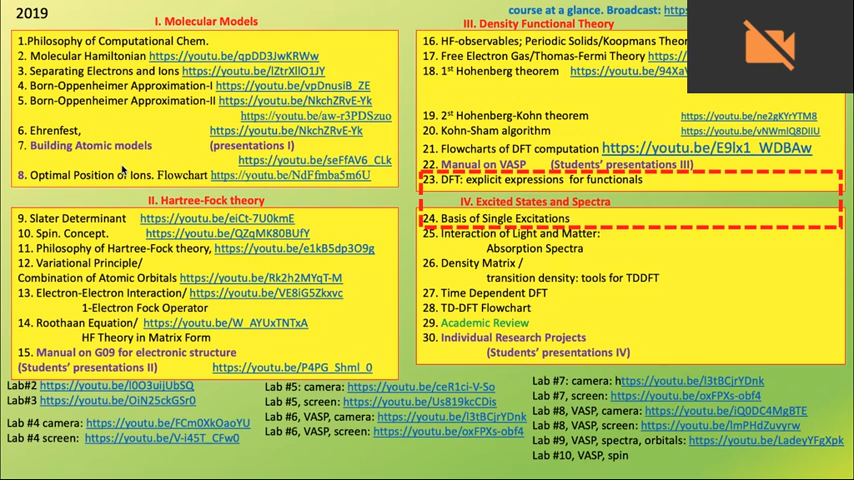 2019
course at a glance. Broadcast: https:
I. Molecular Models
1.Philosophy of Computational Chem.
2. Molecular Hamiltonian https://youtu.be/qpDD3JwKRWw
3. Separating Electrons and Ions https://youtu.be/lZtrXllO1JY
4. Born-Oppenheimer Approximation-I https://youtu.be/vpDnusiB_ZE
5. Born-Oppenheimer Approximation-II https://youtu.be/NkchZRvE-Yk
https://youtu.be/aw-r3PDSzuo
6. Ehrenfest, https://youtu.be/NkchZRvE-Yk
7. Building Atomic models (presentations I)
https://youtu.be/seFfAV6_CLk
8. Optimal Position of Ions. Flowchart https://youtu.be/NdFfmba5m6U
II. Hartree-Fock theory
9. Slater Determinant https://youtu.be/eiCt-7U0kmE
10. Spin. Concept. https://youtu.be/QZqMK80BUfY
11. Philosophy of Hartree-Fock theory, https://youtu.be/e1kB5dp3O9g
12. Variational Principle/
Combination of Atomic Orbitals https://youtu.be/Rk2h2MYqT-M
13. Electron-Electron Interaction/ https://youtu.be/VE8iG5Zkxvc
1-Electron Fock Operator
14. Roothaan Equation/ https://youtu.be/W_AYUxTNTxA
HF Theory in Matrix Form
15. Manual on G09 for electronic structure
(Students' presentations II) https://youtu.be/P4PG_Shml_0
III. Density Functional Theory
16. HF-observables; Periodic Solids/Koopmans Theor
17. Free Electron Gas/Thomas-Fermi Theory https://you
18. 1st Hohenberg theorem https://youtu.be/94XaV
19. 2st Hohenberg-Kohn theorem https://youtu.be/ne2gKYrYTM8
20. Kohn-Sham algorithm https://youtu.be/vNWmlQ8DIIU
21. Flowcharts of DFT computation https://youtu.be/E9lx1_WDBAw
22. Manual on VASP (Students' presentations III)
23. DFT: explicit expressions for functionals
IV. Excited States and Spectra
24. Basis of Single Excitations
25. Interaction of Light and Matter:
Absorption Spectra
26. Density Matrix /
transition density: tools for TDDFT
27. Time Dependent DFT
28. TD-DFT Flowchart
29. Academic Review
30. Individual Research Projects
(Students' presentations IV)
Lab#2 https://youtu.be/l0O3uijUbSQ
Lab#3 https://youtu.be/OiN25ckGSr0
Lab #4 camera: https://youtu.be/FCm0XkOaoYU
Lab #4 screen: https://youtu.be/V-i45T_CFw0
Lab #5: camera: https://youtu.be/ceR1ci-V-So
Lab #5, screen: https://youtu.be/Us819kcCDis
Lab #6, VASP, camera: https://youtu.be/l3tBCjrYDNk
Lab #6, VASP, screen: https://youtu.be/oxFPXs-obf4
Lab #7: camera: https://youtu.be/l3tBCjrYDnk
Lab #7, screen: https://youtu.be/oxFPXs-obf4
Lab #8, VASP, camera: https://youtu.be/iQ0DC4MgBTE
Lab #8, VASP, screen: https://youtu.be/lmPHdZuvyrw
Lab #9, VASP, spectra, orbitals: https://youtu.be/LadeyYFgXpk
Lab #10, VASP, spin